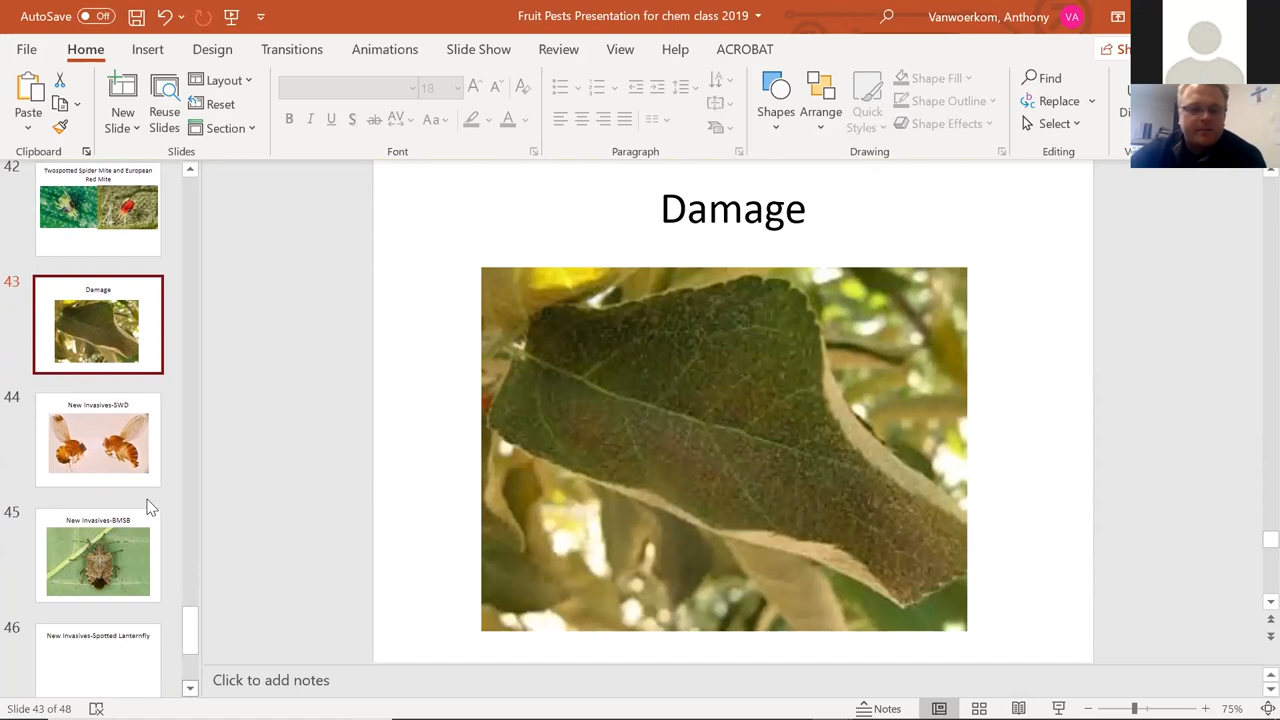 AutoSave Off
Fruit Pests Presentation for chem class 2019
Vanwoerkom, Anthony VA
File Home Insert Design Transitions Animations Slide Show Review View Help ACROBAT
Paste
New Slide
Reuse Slides
Layout
Reset
Section
Shapes
Arrange
Quick Styles
Shape Fill
Shape Outline
Shape Effects
Find
Replace
Select
Clipboard Slides Font Paragraph Drawing Editing
42
Twospotted Spider Mite and European
Red Mite
43
Damage
44
New Invasives-SWD
45
New Invasives-BMSB
46
New Invasives-Spotted Lanternfly
Damage
Click to add notes
Slide 43 of 48
Notes
75%